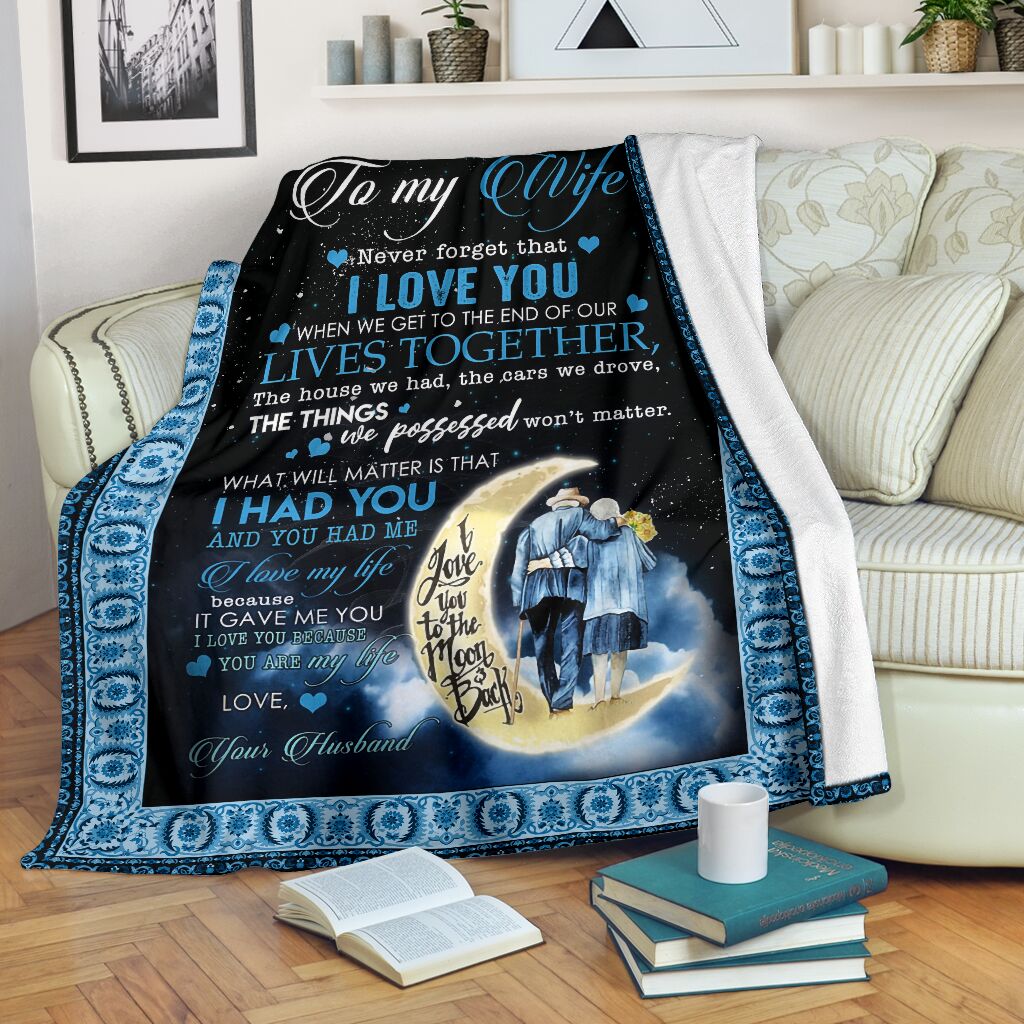 To my Wife
Never forget that
I LOVE YOU
WHEN WE GET TO THE END OF OUR
LIVES TOGETHER,
The house we had, the cars we drove,
THE THINGS
we possessed won't matter.
WHAT WILL MATTER IS THAT
I HAD YOU
AND YOU HAD ME
I love my life
because
IT GAVE ME YOU
I LOVE YOU BECAUSE
YOU ARE my life
LOVE,
Your Husband
I
Love
you
to the
Moon
&
Back